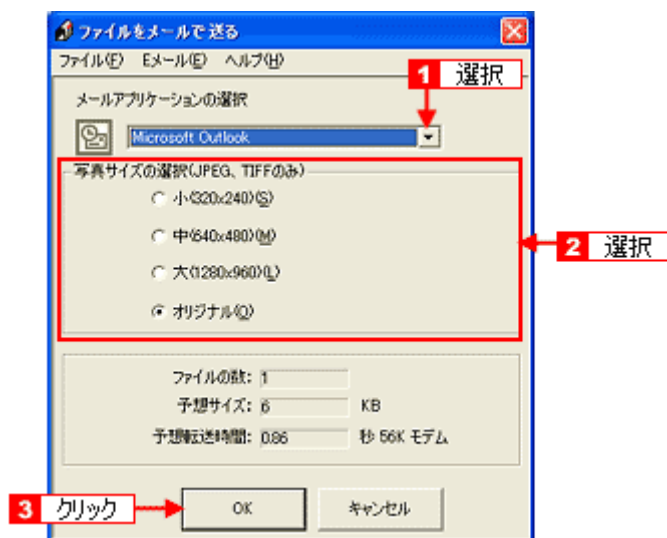 ファイルをメールで送る
ファイル(F) Eメール(E) ヘルプ(H)
1 選択
メールアプリケーションの選択
Microsoft Outlook
写真サイズの選択(JPEG、TIFFのみ)
小(320x240)(S)
中(640x480)(M)
2 選択
大(1280x960)(L)
オリジナル(O)
ファイルの数: 1
予想サイズ: 6 KB
予想転送時間: 0.86 秒 56K モデム
3 クリック
OK キャンセル